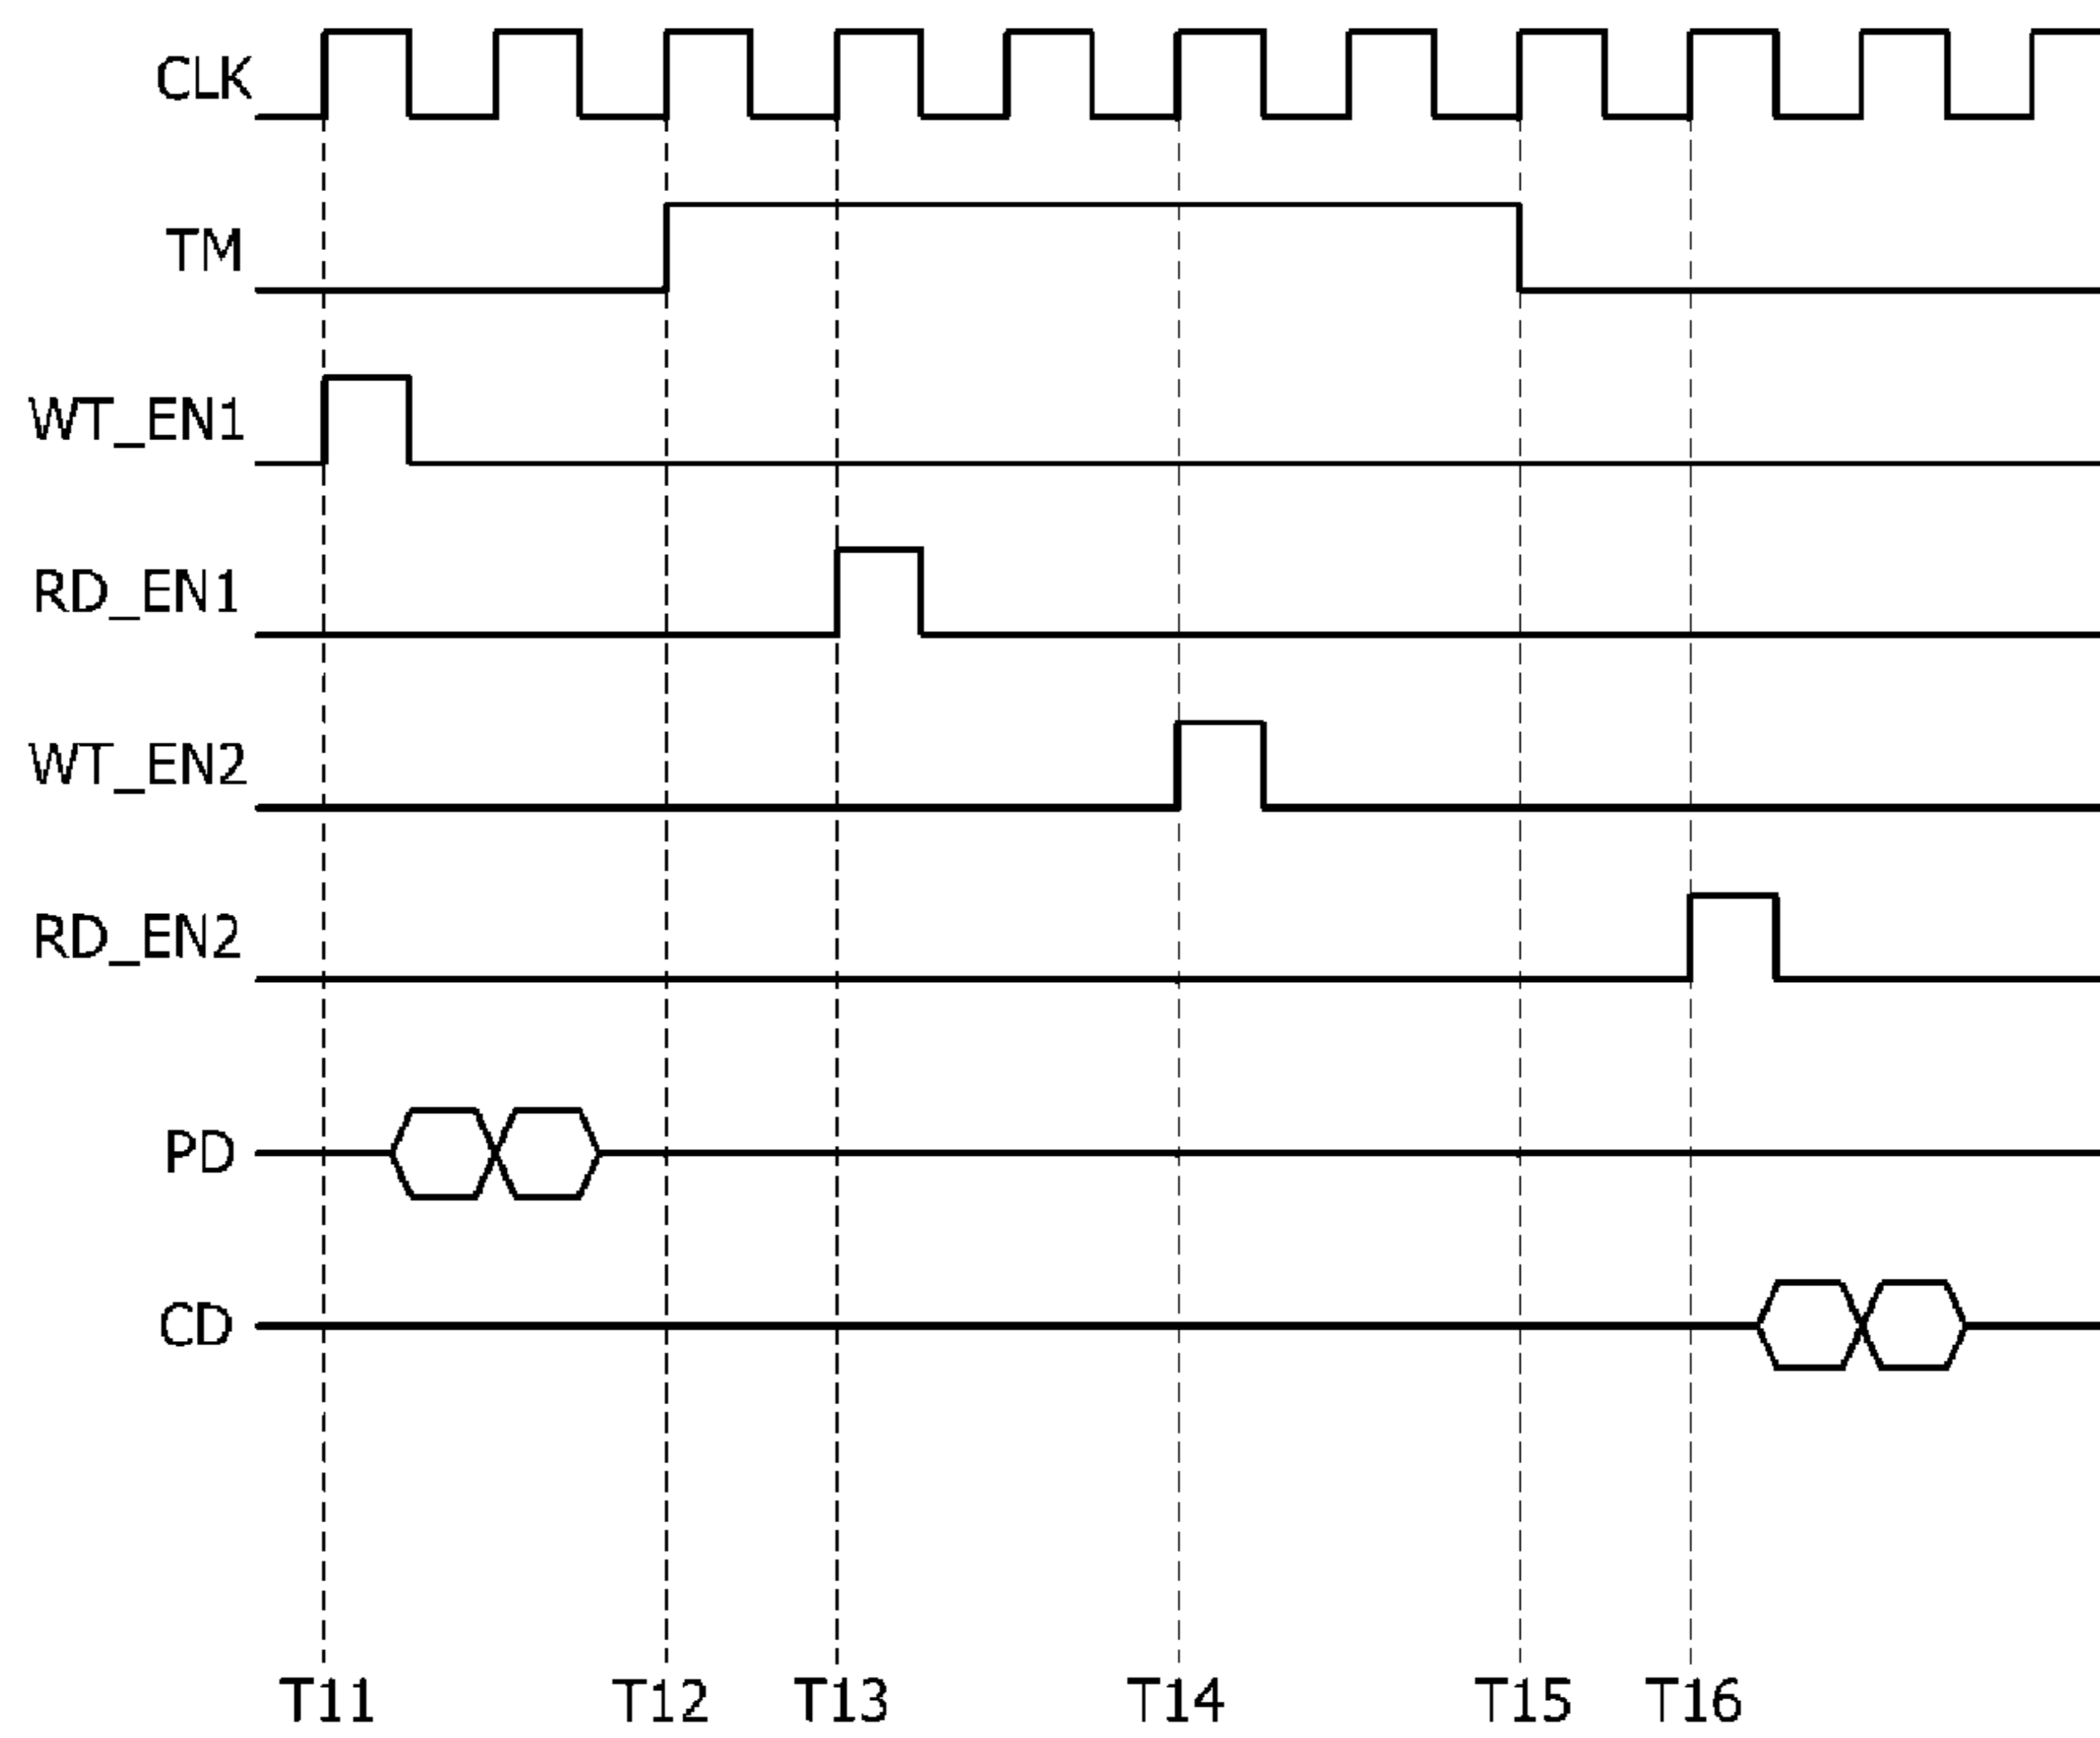 CLK
TM
WT_EN1
RD_EN1
WT_EN2
RD_EN2
PD
CD
T11 T12 T13 T14 T15 T16